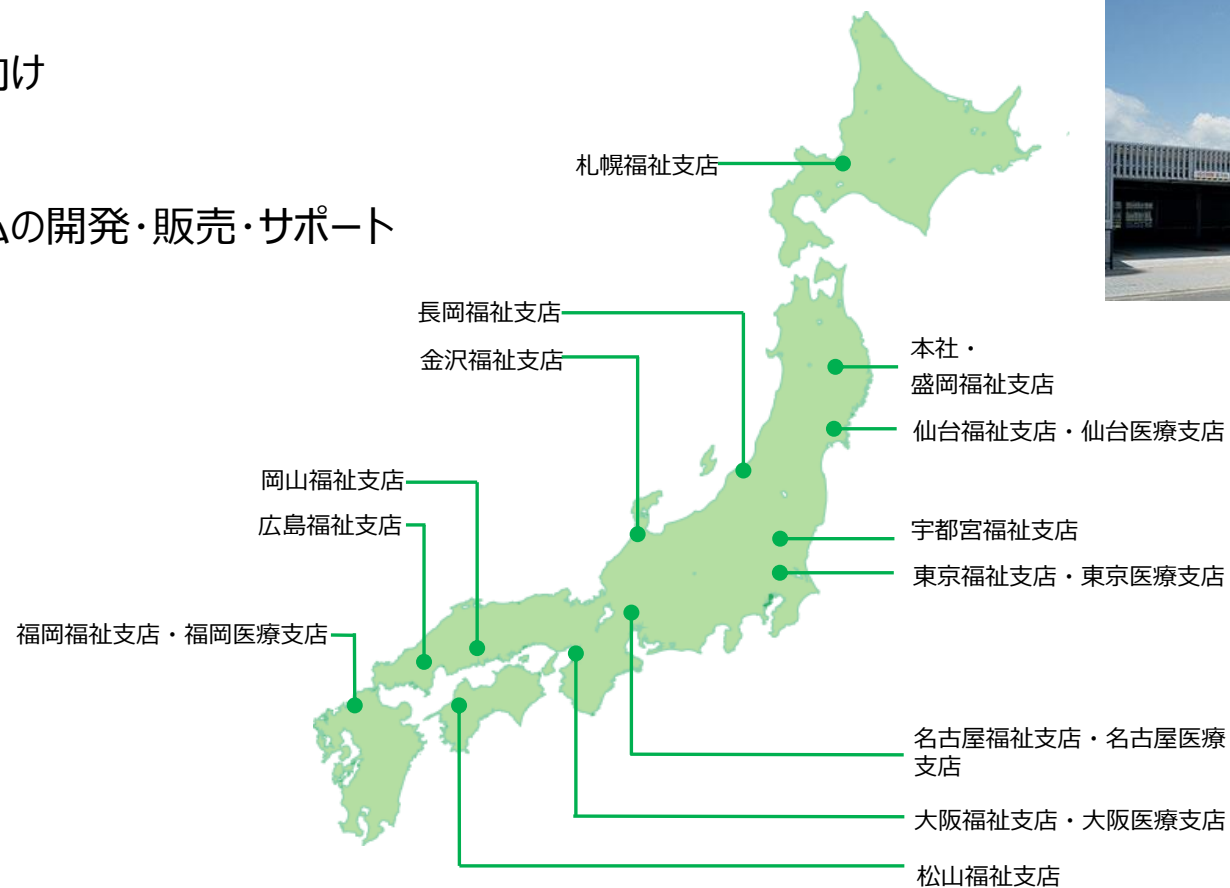 向け
ムの開発・販売・サポート
札幌福祉支店
長岡福祉支店
金沢福祉支店
本社・
盛岡福祉支店
仙台福祉支店・仙台医療支店
岡山福祉支店
広島福祉支店
宇都宮福祉支店
東京福祉支店・東京医療支店
福岡福祉支店・福岡医療支店
名古屋福祉支店・名古屋医療
支店
大阪福祉支店・大阪医療支店
松山福祉支店